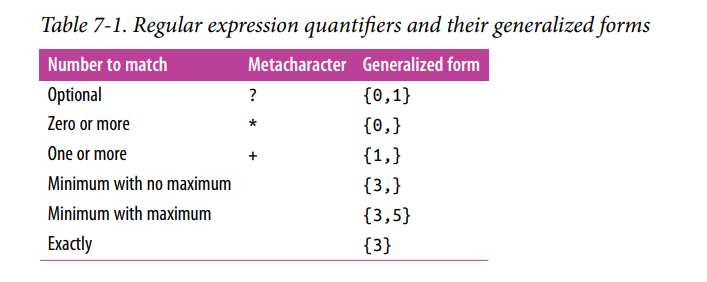 Table 7-1. Regular expression quantifiers and their generalized forms
Number to match Metacharacter Generalized form
Optional ? {0,1}
Zero or more * {0,}
One or more + {1,}
Minimum with no maximum {3,}
Minimum with maximum {3,5}
Exactly {3}